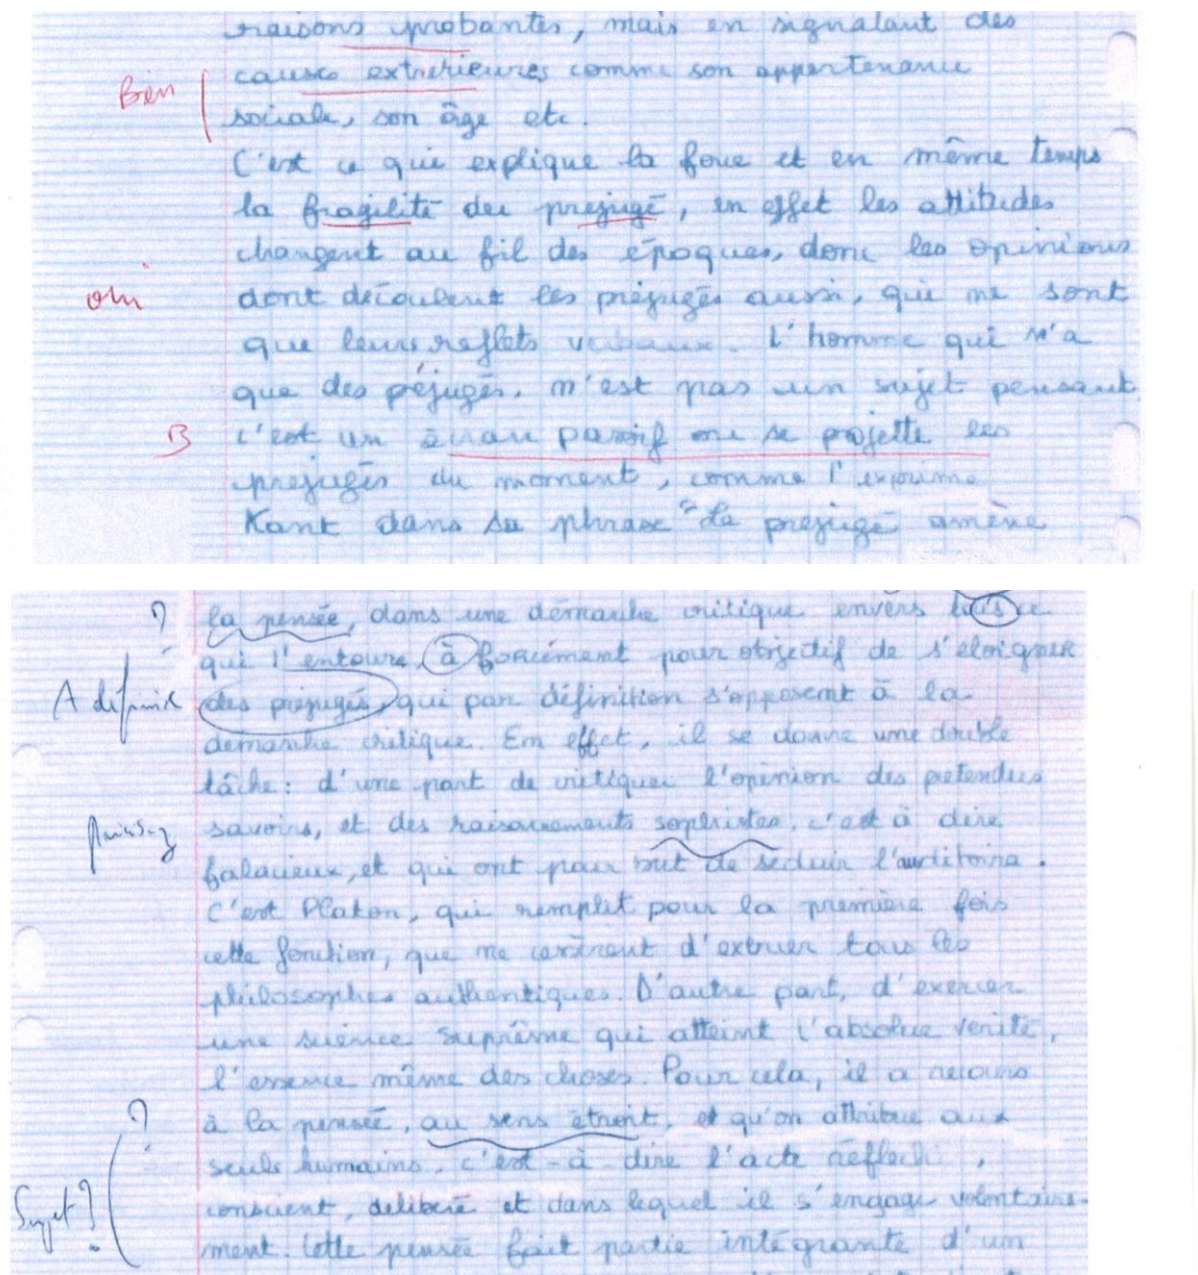 raisons probantes, mais en signalant des
Bien
causes extrérieures comme son appartenance
sociale, son âge etc.
C'est ce qui explique la force et en même temps
la fragilité du préjugé, en effet les attitudes
changent au fil des époques, donc les opinions
oui
dont découlent les préjugés aussi, qui ne sont
que leurs reflets verbaux. L'homme qui n'a
que des préjugés, n'est pas un sujet pensant
B
c'est un écran passif ou se projette les
préjugés du moment, comme l'exprime
Kant dans sa phrase "Le préjugé amène
?
la pensée, dans une démarche critique envers tous ce
qui l'entoure, à forcément pour objectif de s'éloigner
A définir
des préjugés, qui par définition s'opposent à la
démarche critique. En effet, il se donne une double
tâche: d'une part de critiquer l'opinion des prétendus
savoirs, et des raisonnements sophistes, c'est à dire
falacieux, et qui ont pour but de séduir l'auditoire.
C'est Platon, qui remplit pour la première fois
cette fonction, que ne cessèrent d'exercer tous les
philosophes authentiques. D'autre part, d'exercer
une science suprême qui atteint l'absolue vérité,
l'essence même des choses. Pour cela, il a recours
?
à la pensée, au sens étroit, et qu'on attribue aux
seuls humains, c'est-à-dire l'acte réflechi,
Sujet?
conscient, déliberé et dans lequel il s'engage volontaire-
ment. Cette pensée fait partie intégrante d'un